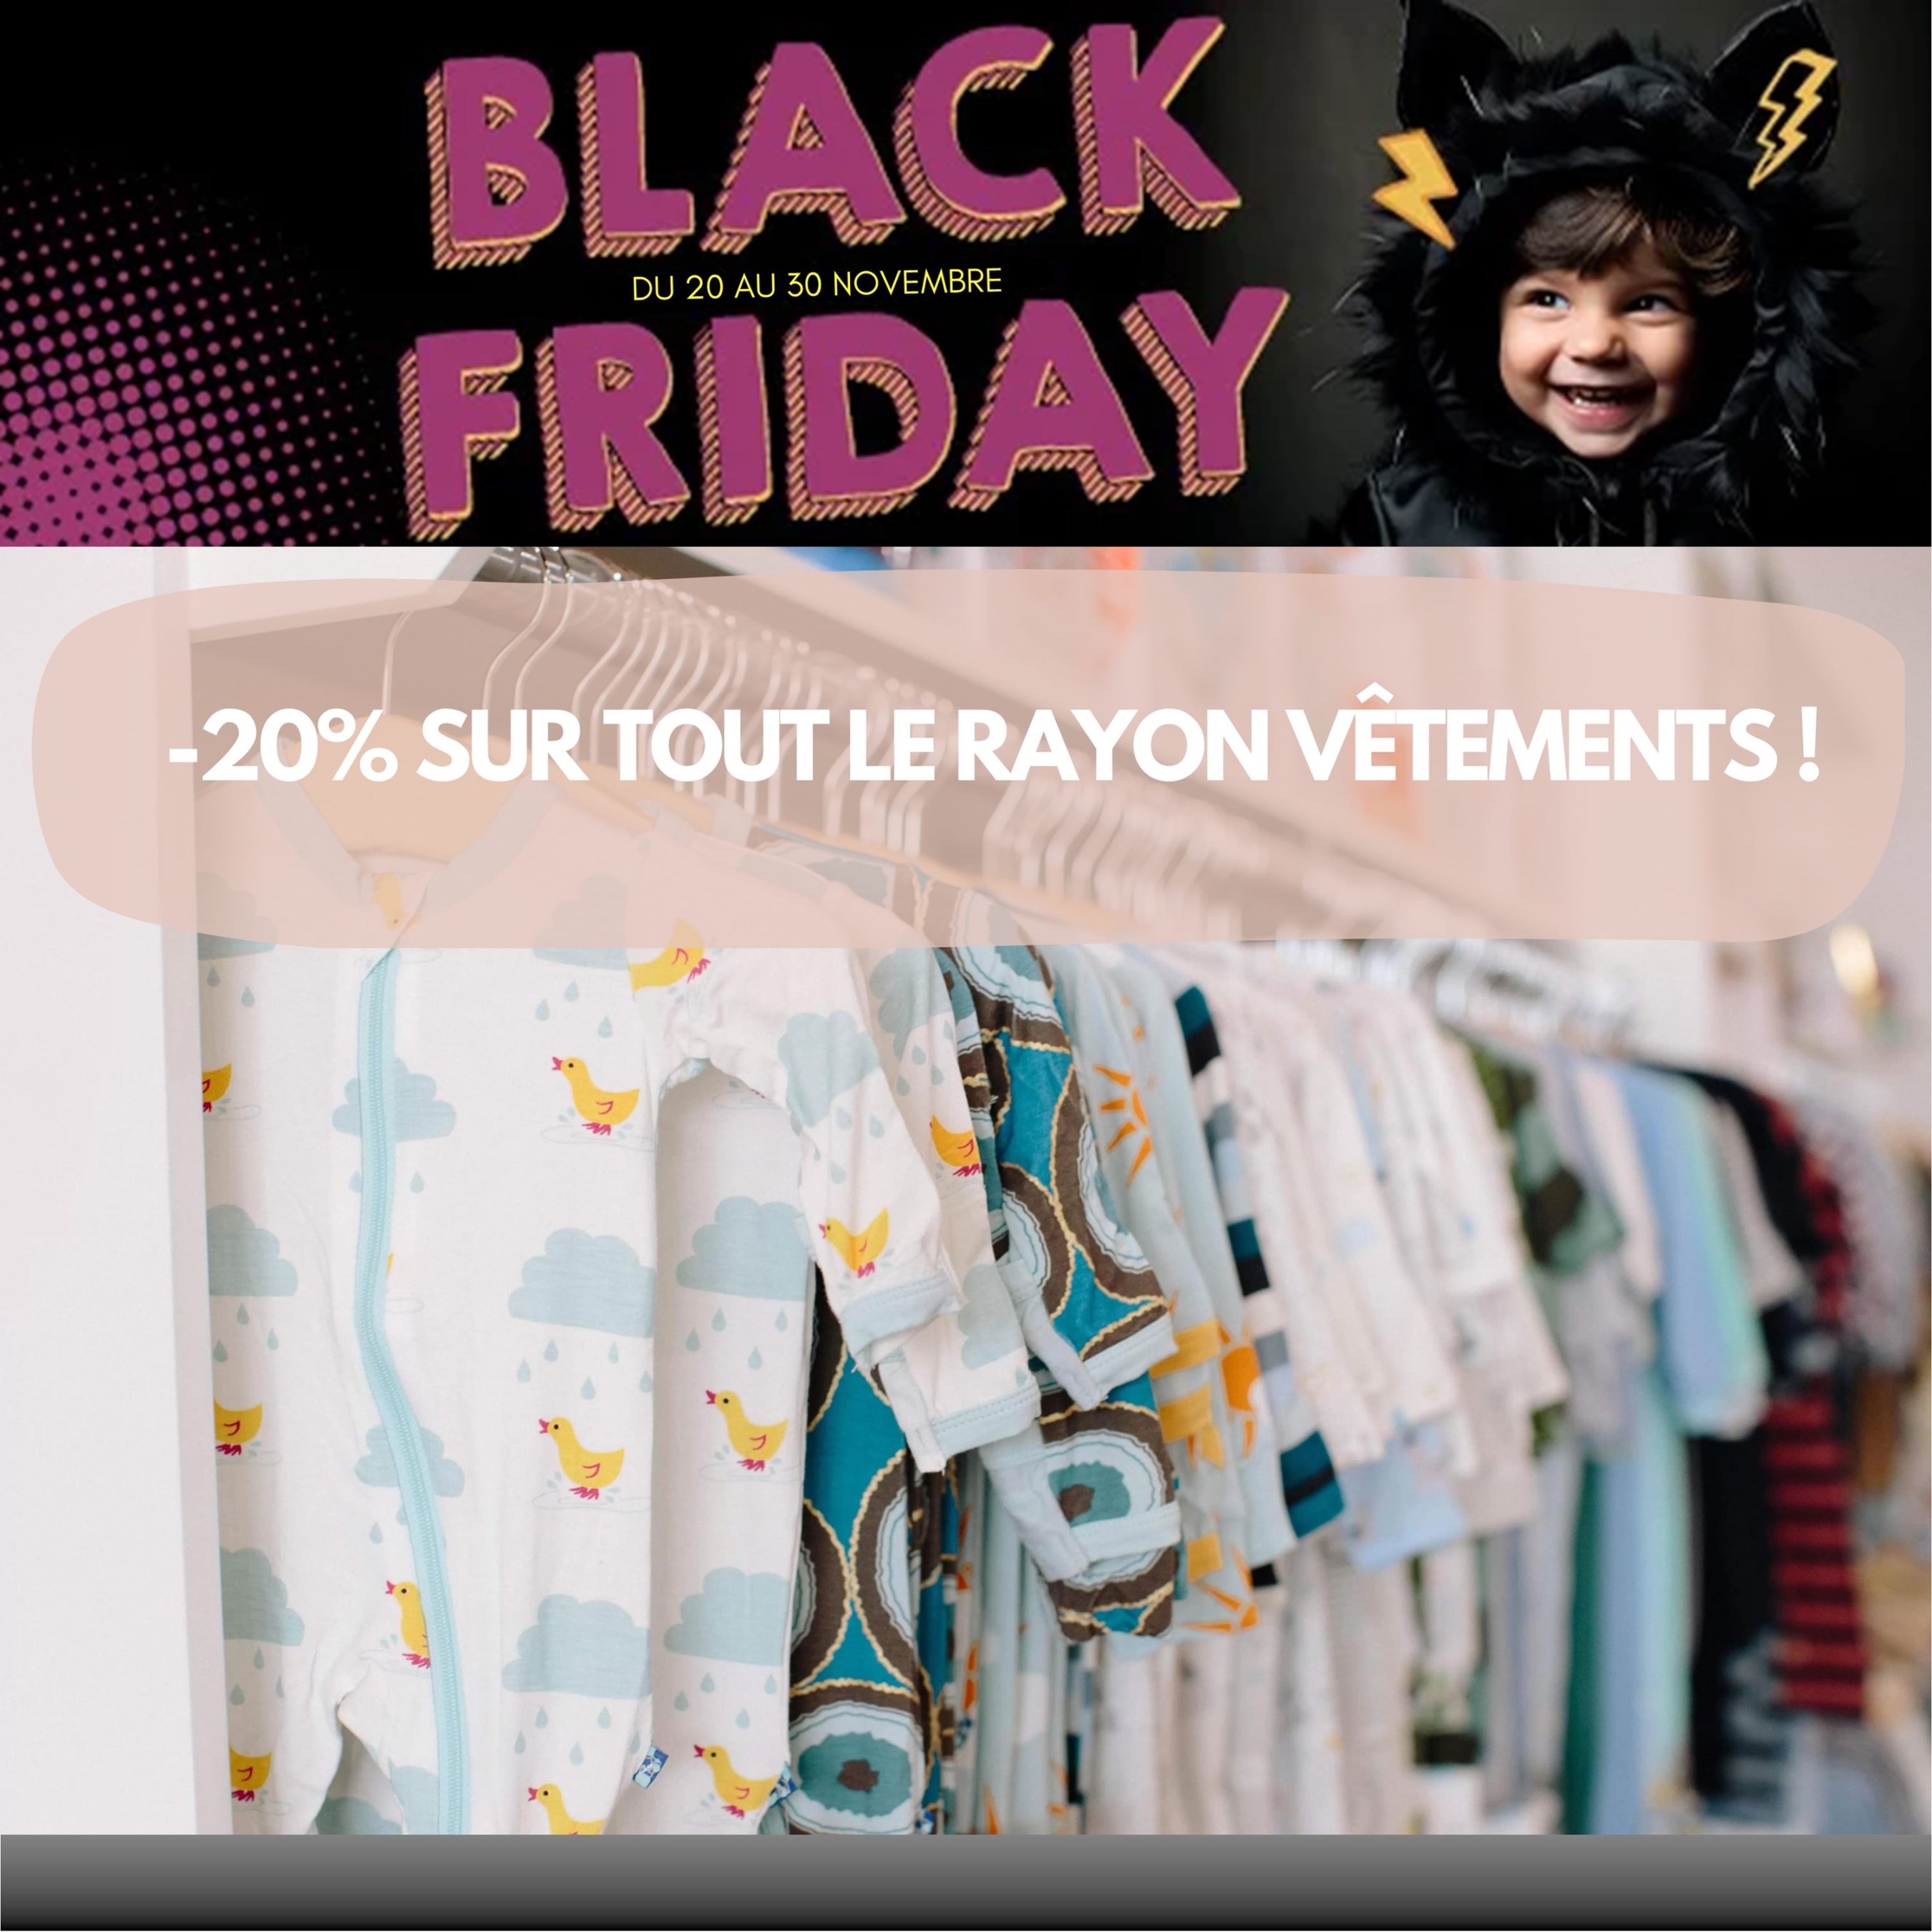 BLACK
DU 20 AU 30 NOVEMBRE
FRIDAY
-20% SUR TOUT LE RAYON VÊTEMENTS !